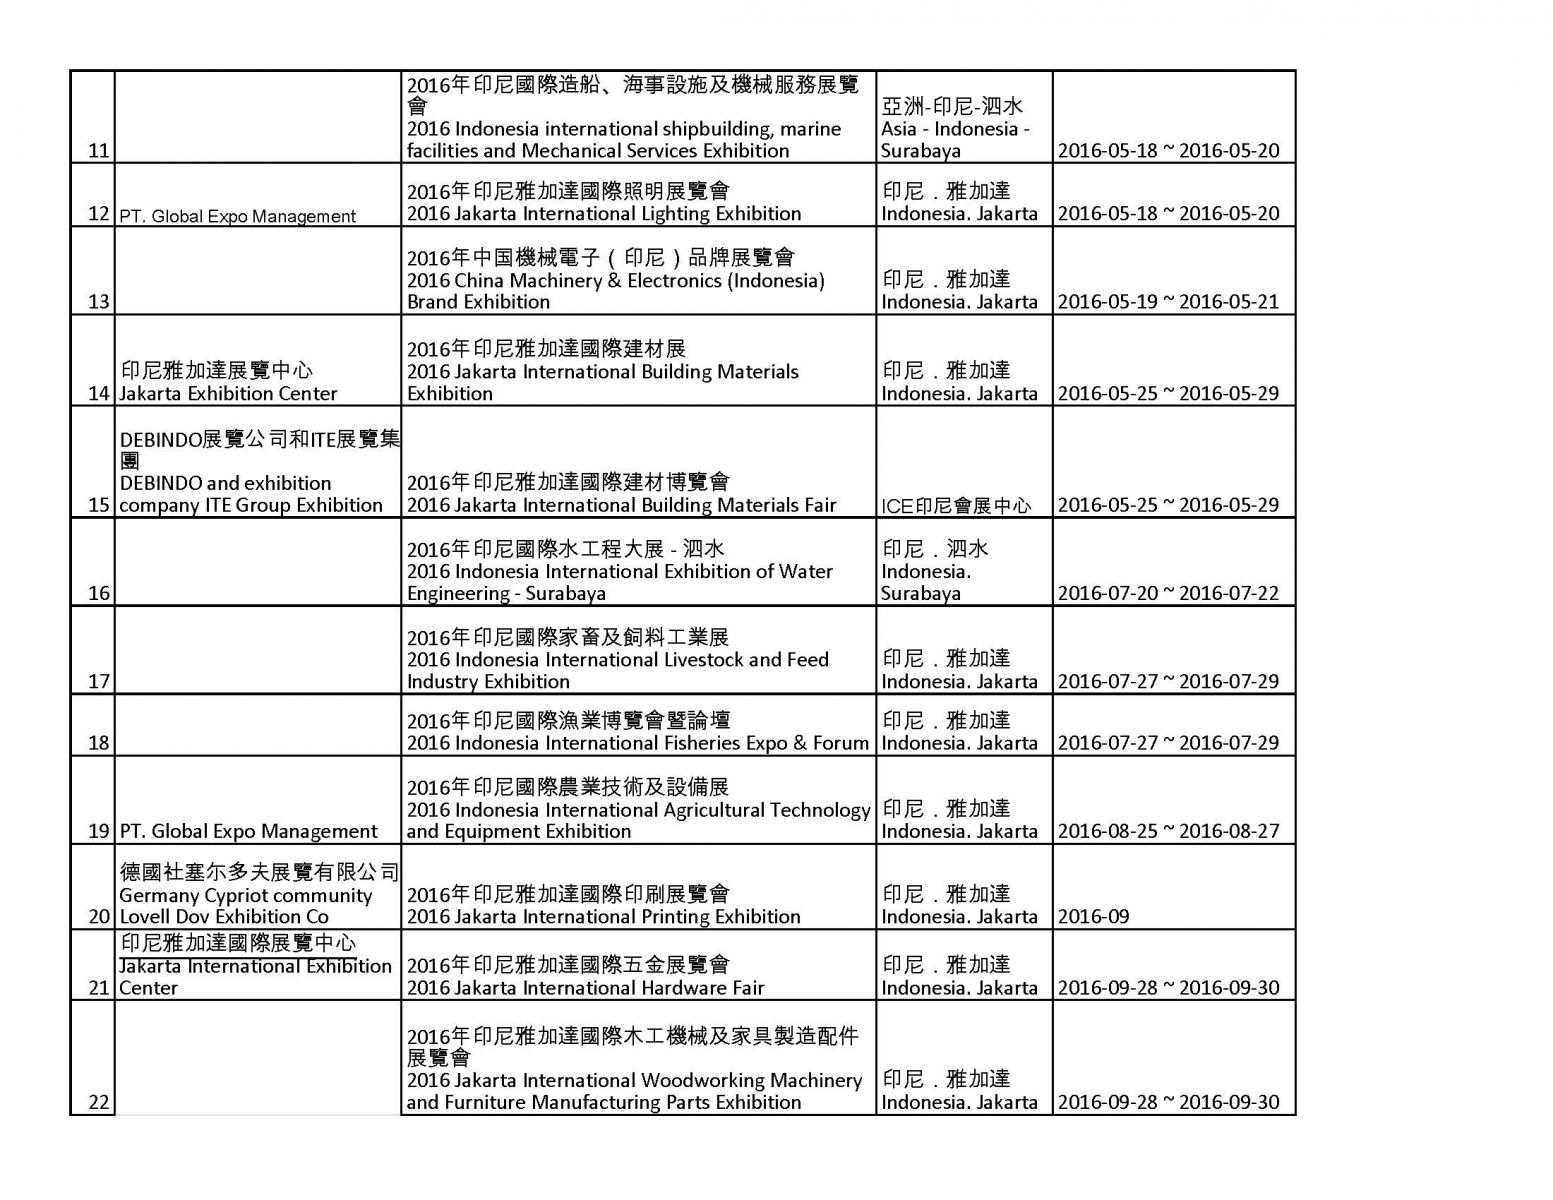 11
2016年印尼國際造船、海事設施及機械服務展覽
會
2016 Indonesia international shipbuilding, marine
facilities and Mechanical Services Exhibition
亞洲-印尼-泗水
Asia - Indonesia -
Surabaya
2016-05-18 ~ 2016-05-20
12
PT. Global Expo Management
2016年印尼雅加達國際照明展覽會
2016 Jakarta International Lighting Exhibition
印尼．雅加達
Indonesia. Jakarta
2016-05-18 ~ 2016-05-20
13
2016年中国機械電子（印尼）品牌展覽會
2016 China Machinery & Electronics (Indonesia)
Brand Exhibition
印尼．雅加達
Indonesia. Jakarta
2016-05-19 ~ 2016-05-21
14
印尼雅加達展覽中心
Jakarta Exhibition Center
2016年印尼雅加達國際建材展
2016 Jakarta International Building Materials
Exhibition
印尼．雅加達
Indonesia. Jakarta
2016-05-25 ~ 2016-05-29
15
DEBINDO展覽公司和ITE展覽集
團
DEBINDO and exhibition
company ITE Group Exhibition
2016年印尼雅加達國際建材博覽會
2016 Jakarta International Building Materials Fair
ICE印尼會展中心
2016-05-25 ~ 2016-05-29
16
2016年印尼國際水工程大展 - 泗水
2016 Indonesia International Exhibition of Water
Engineering - Surabaya
印尼．泗水
Indonesia.
Surabaya
2016-07-20 ~ 2016-07-22
17
2016年印尼國際家畜及飼料工業展
2016 Indonesia International Livestock and Feed
Industry Exhibition
印尼．雅加達
Indonesia. Jakarta
2016-07-27 ~ 2016-07-29
18
2016年印尼國際漁業博覽會暨論壇
2016 Indonesia International Fisheries Expo & Forum
印尼．雅加達
Indonesia. Jakarta
2016-07-27 ~ 2016-07-29
19
PT. Global Expo Management
2016年印尼國際農業技術及設備展
2016 Indonesia International Agricultural Technology
and Equipment Exhibition
印尼．雅加達
Indonesia. Jakarta
2016-08-25 ~ 2016-08-27
20
德國社塞尔多夫展覽有限公司
Germany Cypriot community
Lovell Dov Exhibition Co
2016年印尼雅加達國際印刷展覽會
2016 Jakarta International Printing Exhibition
印尼．雅加達
Indonesia. Jakarta
2016-09
21
印尼雅加達國際展覽中心
Jakarta International Exhibition
Center
2016年印尼雅加達國際五金展覽會
2016 Jakarta International Hardware Fair
印尼．雅加達
Indonesia. Jakarta
2016-09-28 ~ 2016-09-30
22
2016年印尼雅加達國際木工機械及家具製造配件
展覽會
2016 Jakarta International Woodworking Machinery
and Furniture Manufacturing Parts Exhibition
印尼．雅加達
Indonesia. Jakarta
2016-09-28 ~ 2016-09-30